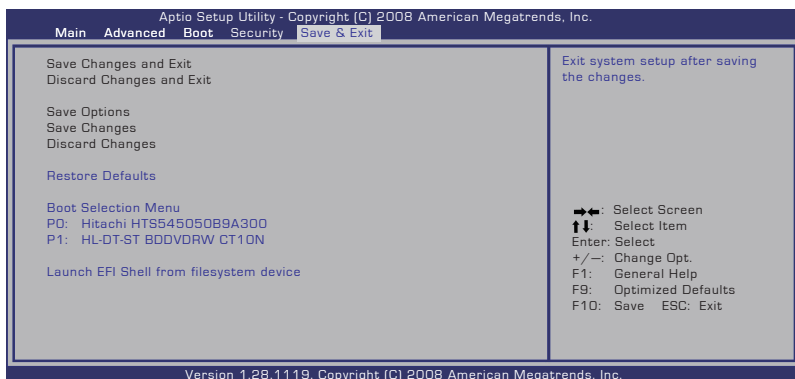 Aptio Setup Utility - Copyright (C) 2008 American Megatrends, Inc.
Main Advanced Boot Security Save & Exit
Save Changes and Exit
Discard Changes and Exit
Save Options
Save Changes
Discard Changes
Restore Defaults
Boot Selection Menu
P0: Hitachi HTS545050B9A300
P1: HL-DT-ST BDDVDRW CT10N
Launch EFI Shell from filesystem device
Exit system setup after saving
the changes.
→←: Select Screen
↑↓: Select Item
Enter: Select
+/—: Change Opt.
F1: General Help
F9: Optimized Defaults
F10: Save ESC: Exit
Version 1.28.1119. Copyright (C) 2008 American Megatrends, Inc.